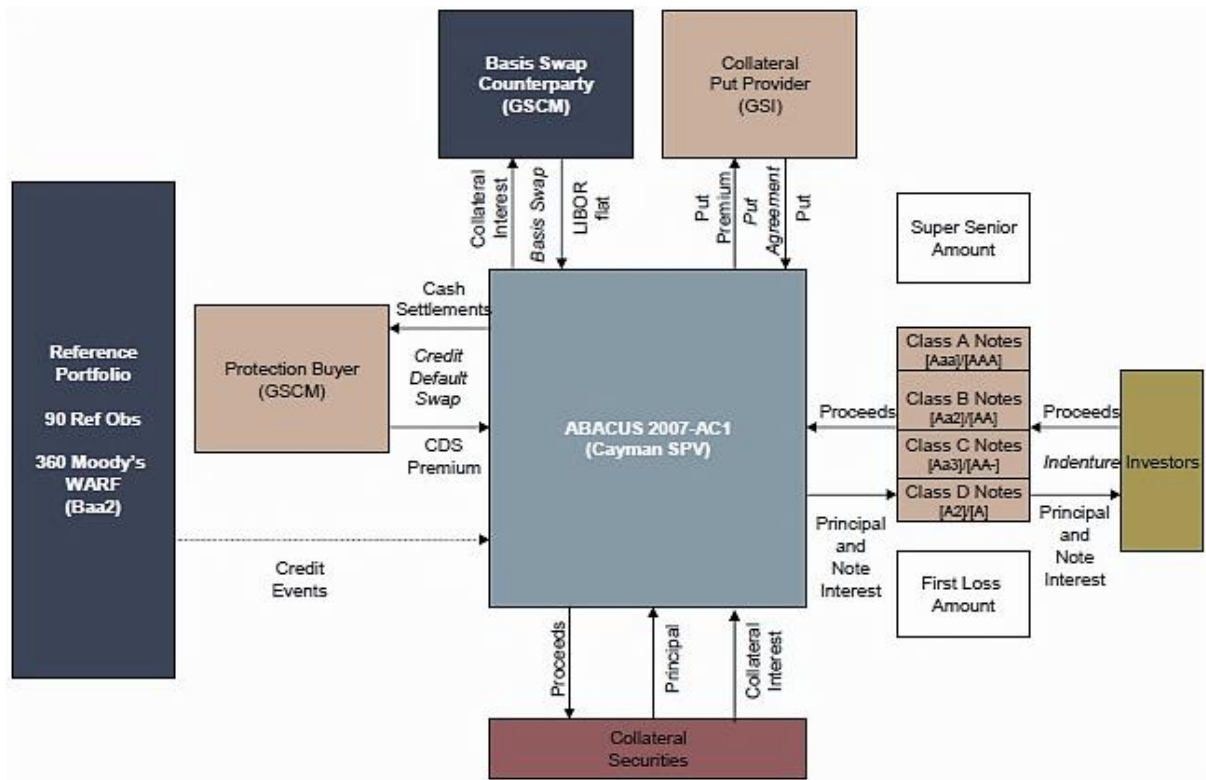 Basis Swap
Counterparty
(GSCM)
Collateral
Put Provider
(GSI)
Collateral
Interest
Basis Swap
LIBOR
flat
Put
Premium
Put
Agreement
Put
Super Senior
Amount
Reference
Portfolio
90 Ref Obs
360 Moody's
WARF
(Baa2)
Protection Buyer
(GSCM)
Cash
Settlements
Credit
Default
Swap
CDS
Premium
Credit
Events
ABACUS 2007-AC1
(Cayman SPV)
Proceeds
Principal
and
Note
Interest
Class A Notes
[Aaa]/[AAA]
Class B Notes
[Aa2]/[AA]
Class C Notes
[Aa3]/[AA-]
Class D Notes
[A2]/[A]
Proceeds
Indenture
Principal
and Note
Interest
Investors
First Loss
Amount
Proceeds
Principal
Collateral
Interest
Collateral
Securities